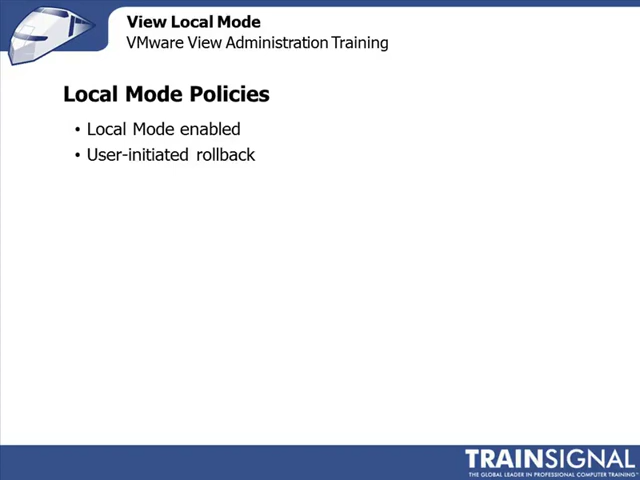 View Local Mode
VMware View Administration Training
Local Mode Policies
• Local Mode enabled
• User-initiated rollback
TRAINSIGNAL
THE GLOBAL LEADER IN PROFESSIONAL COMPUTER TRAINING™